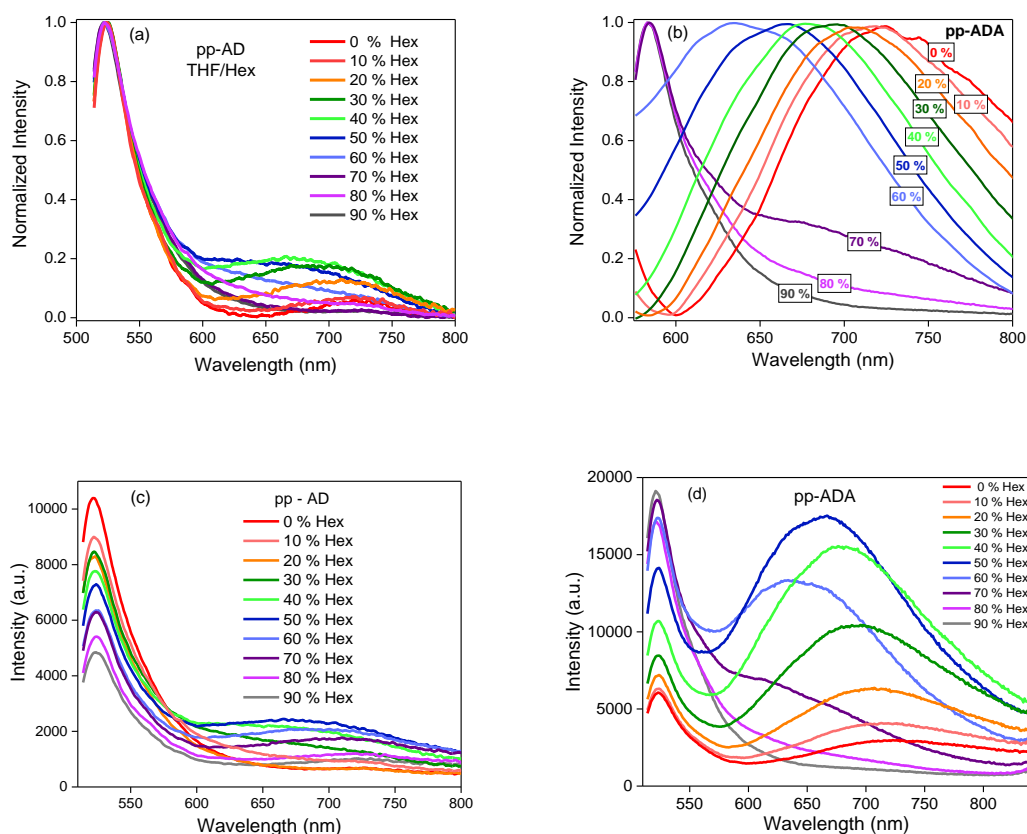 (a)
pp-AD
THF/Hex
0 % Hex
10 % Hex
20 % Hex
30 % Hex
40 % Hex
50 % Hex
60 % Hex
70 % Hex
80 % Hex
90 % Hex
1.0
0.8
0.6
0.4
0.2
0.0
Normalized Intensity
500 550 600 650 700 750 800
Wavelength (nm)
(b)
pp-ADA
0 %
10 %
20 %
30 %
40 %
50 %
60 %
70 %
80 %
90 %
1.0
0.8
0.6
0.4
0.2
0.0
Normalized Intensity
600 650 700 750 800
Wavelength (nm)
(c)
pp - AD
0 % Hex
10 % Hex
20 % Hex
30 % Hex
40 % Hex
50 % Hex
60 % Hex
70 % Hex
80 % Hex
90 % Hex
10000
8000
6000
4000
2000
0
Intensity (a.u.)
550 600 650 700 750 800
Wavelength (nm)
(d)
pp-ADA
0 % Hex
10 % Hex
20 % Hex
30 % Hex
40 % Hex
50 % Hex
60 % Hex
70 % Hex
80 % Hex
90 % Hex
20000
15000
10000
5000
0
Intensity (a.u.)
550 600 650 700 750 800
Wavelength (nm)